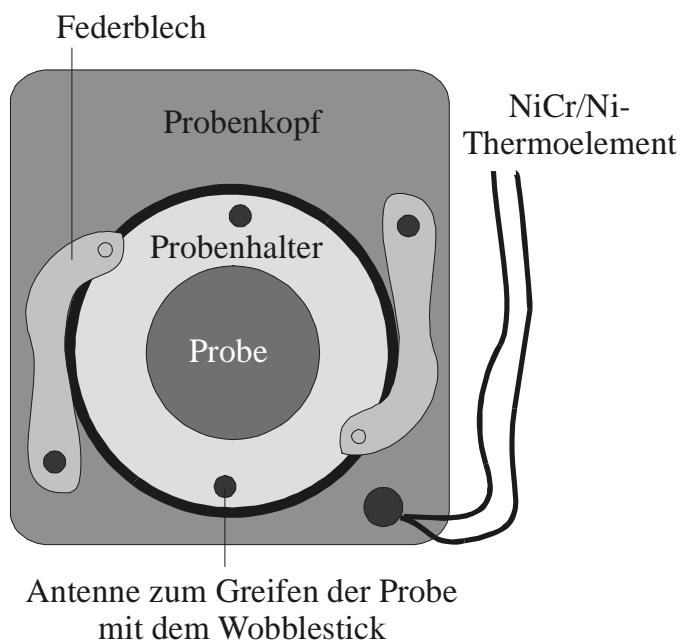 Federblech
Probenkopf
NiCr/Ni-
Thermoelement
Probenhalter
Probe
Antenne zum Greifen der Probe
mit dem Wobblestick